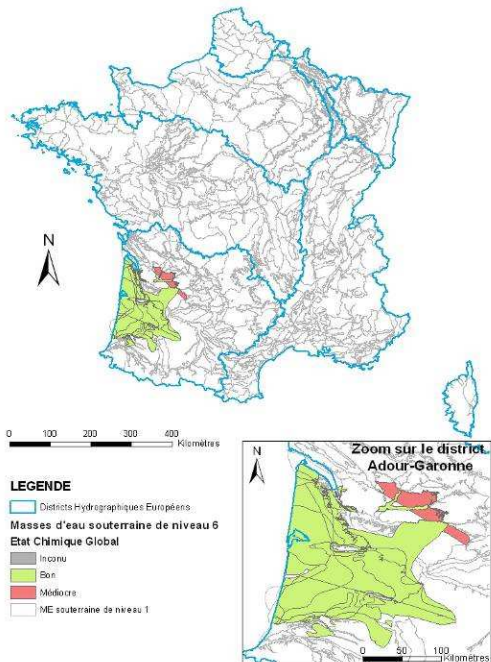 N
0 100 200 300 400
Kilomètres
LEGENDE
Districts Hydrographiques Européens
Masses d'eau souterraine de niveau 6
Etat Chimique Global
Inconu
Bon
Médiocre
ME souterraine de niveau 1
N
Zoom sur le district
Adour-Garonne
0 50 100
Kilomètres